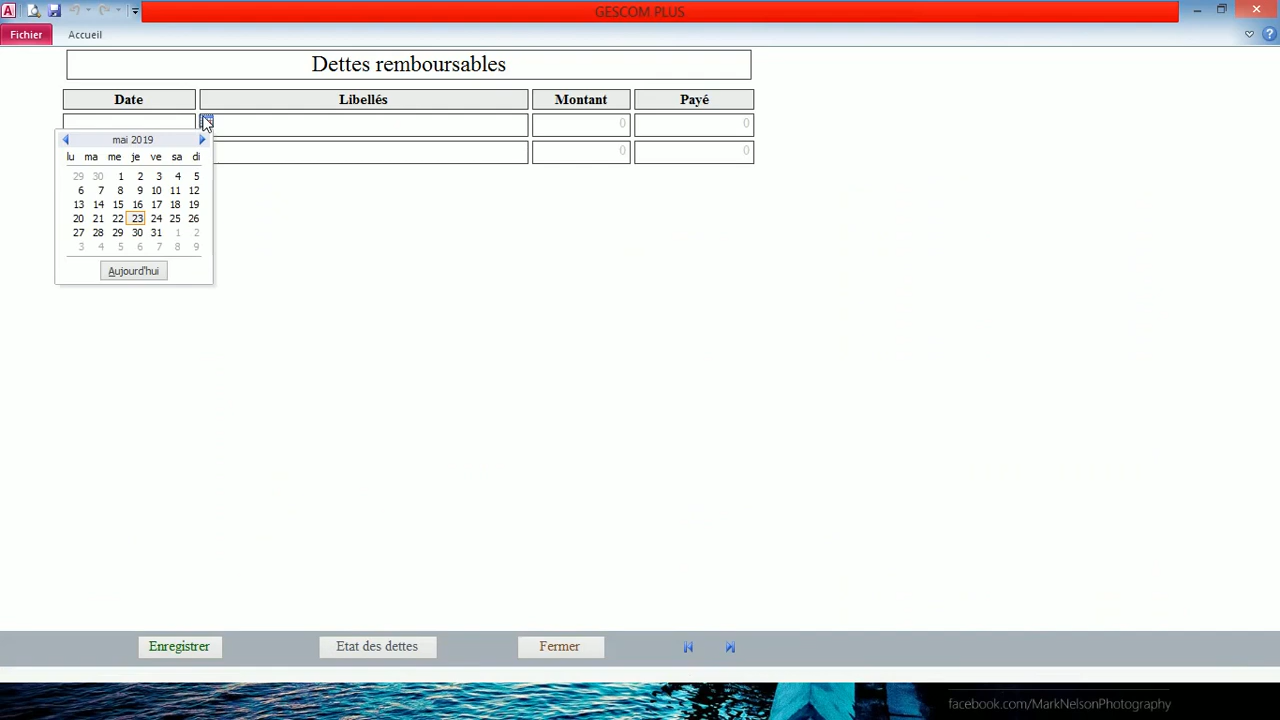 GESCOM PLUS
Fichier Accueil
Dettes remboursables
Date Libellés Montant Payé
0 0
0 0
mai 2019
lu ma me je ve sa di
29 30 1 2 3 4 5
6 7 8 9 10 11 12
13 14 15 16 17 18 19
20 21 22 23 24 25 26
27 28 29 30 31 1 2
3 4 5 6 7 8 9
Aujourd'hui
Enregistrer Etat des dettes Fermer
facebook.com/MarkNelsonPhotography